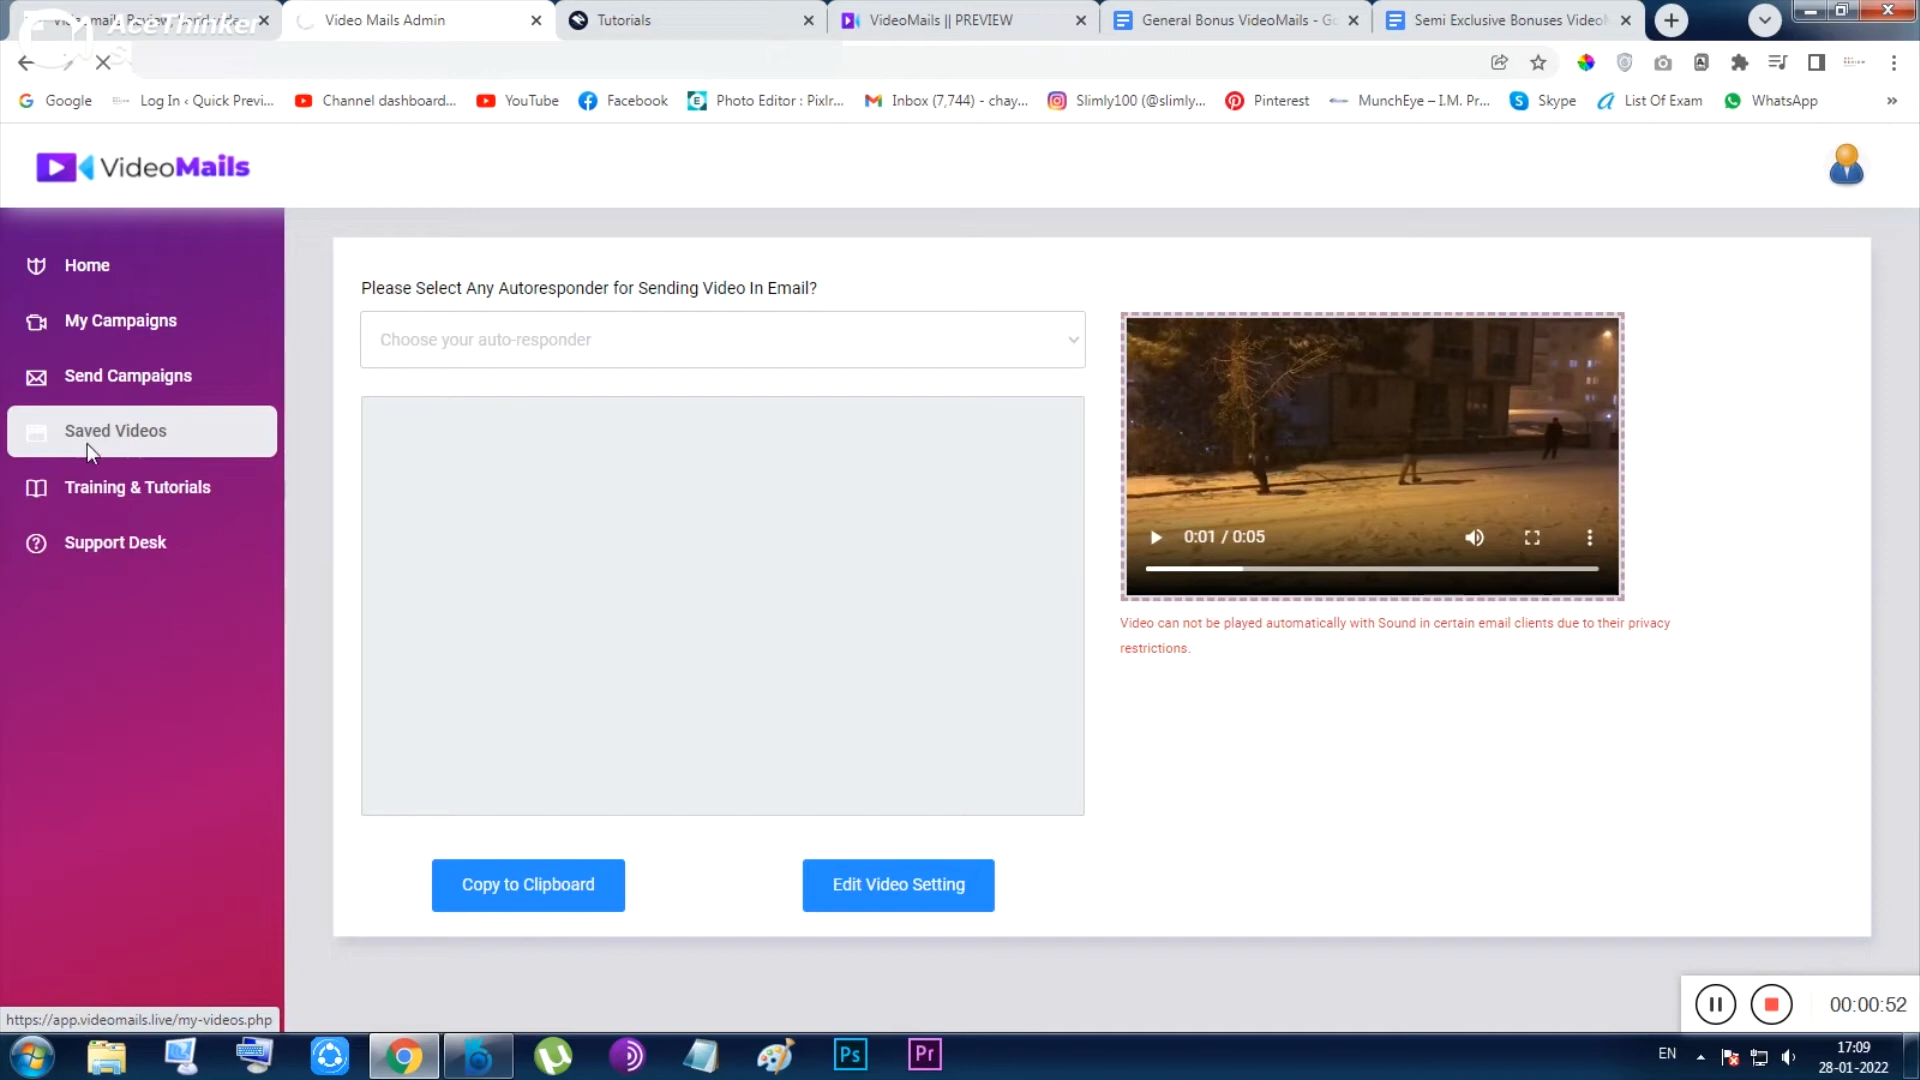 AceThinker
Video Mails Admin
Tutorials
VideoMails || PREVIEW
General Bonus VideoMails - Go
Semi Exclusive Bonuses VideoM
Google
Log In ‹ Quick Previ...
Channel dashboard...
YouTube
Facebook
Photo Editor : Pixlr...
Inbox (7,744) - chay...
Slimly100 (@slimly...
Pinterest
MunchEye – I.M. Pr...
Skype
List Of Exam
WhatsApp
»
VideoMails
Home
My Campaigns
Send Campaigns
Saved Videos
Training & Tutorials
Support Desk
Please Select Any Autoresponder for Sending Video In Email?
Choose your auto-responder
0:01 / 0:05
Video can not be played automatically with Sound in certain email clients due to their privacy
restrictions.
Copy to Clipboard
Edit Video Setting
https://app.videomails.live/my-videos.php
00:00:52
Ps
Pr
EN
17:09
28-01-2022